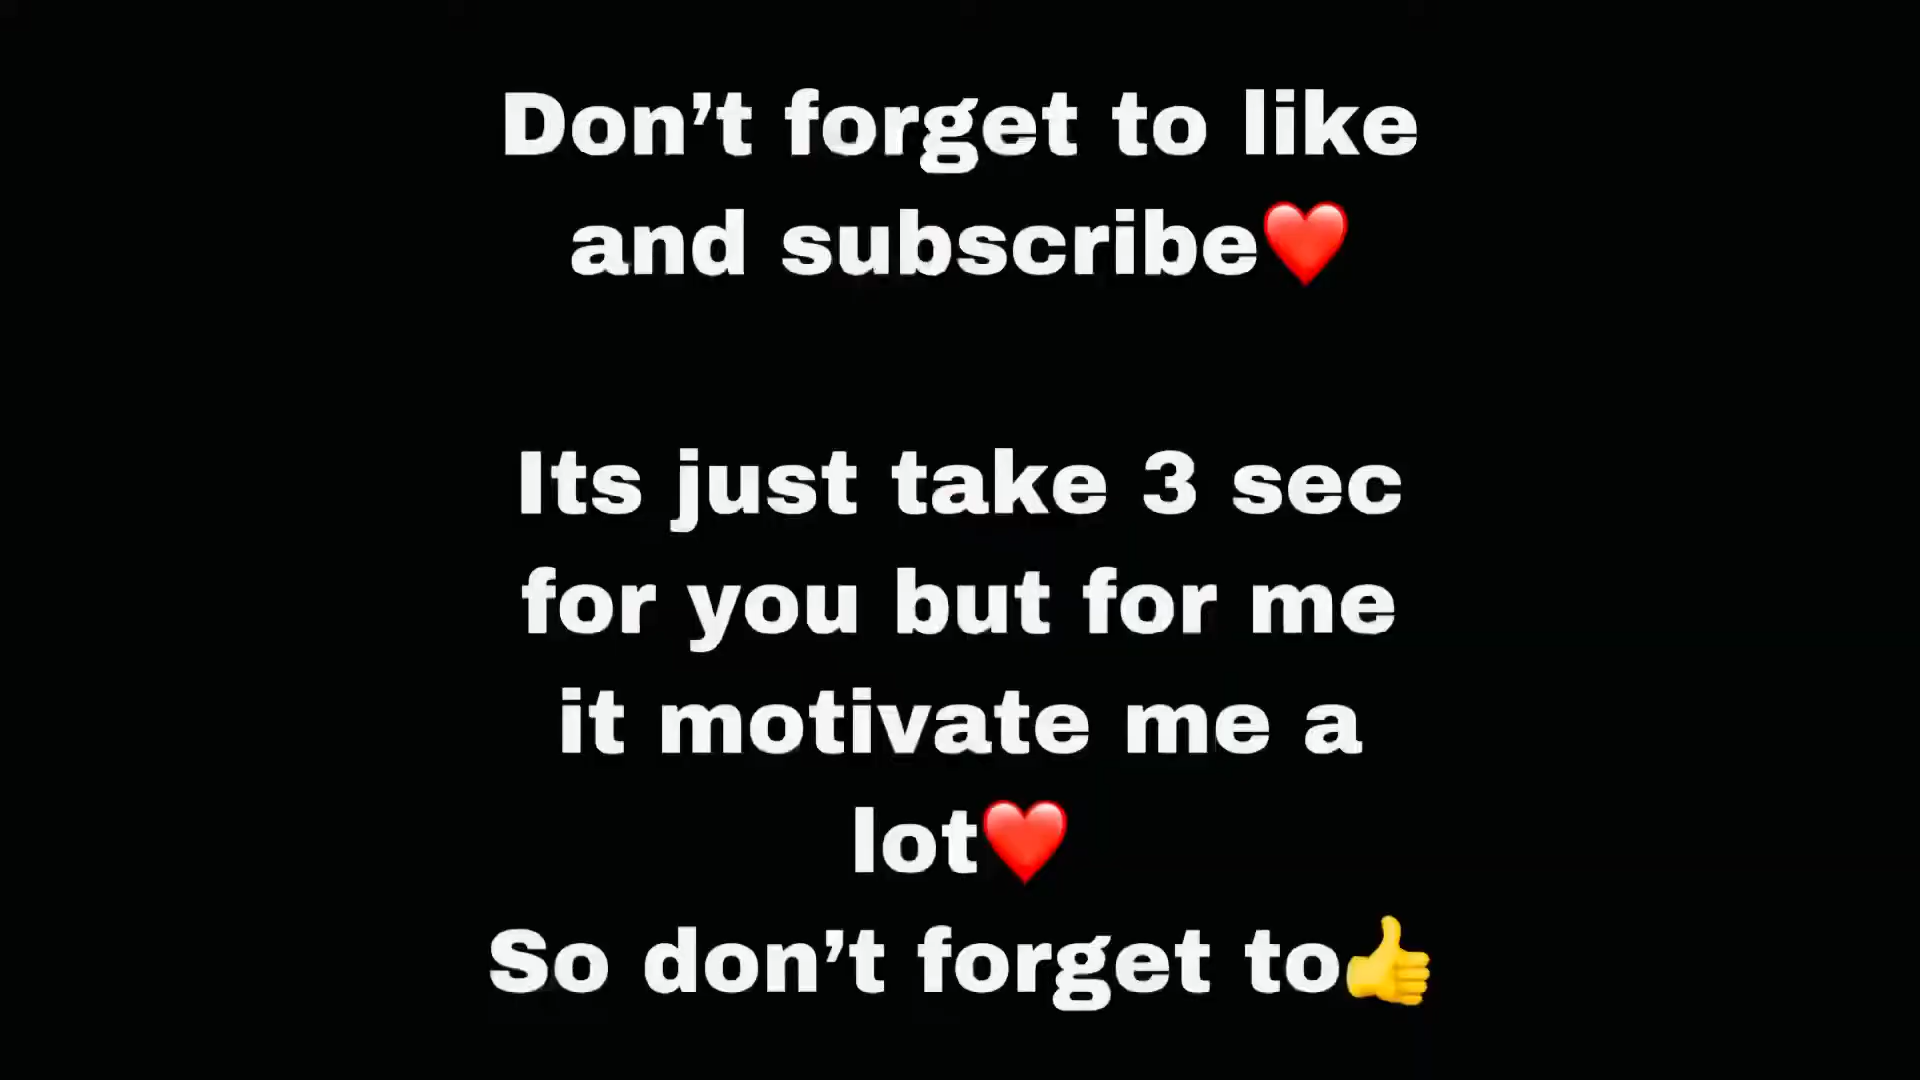 Don’t forget to like
and subscribe❤️
Its just take 3 sec
for you but for me
it motivate me a
lot❤️
So don’t forget to👍